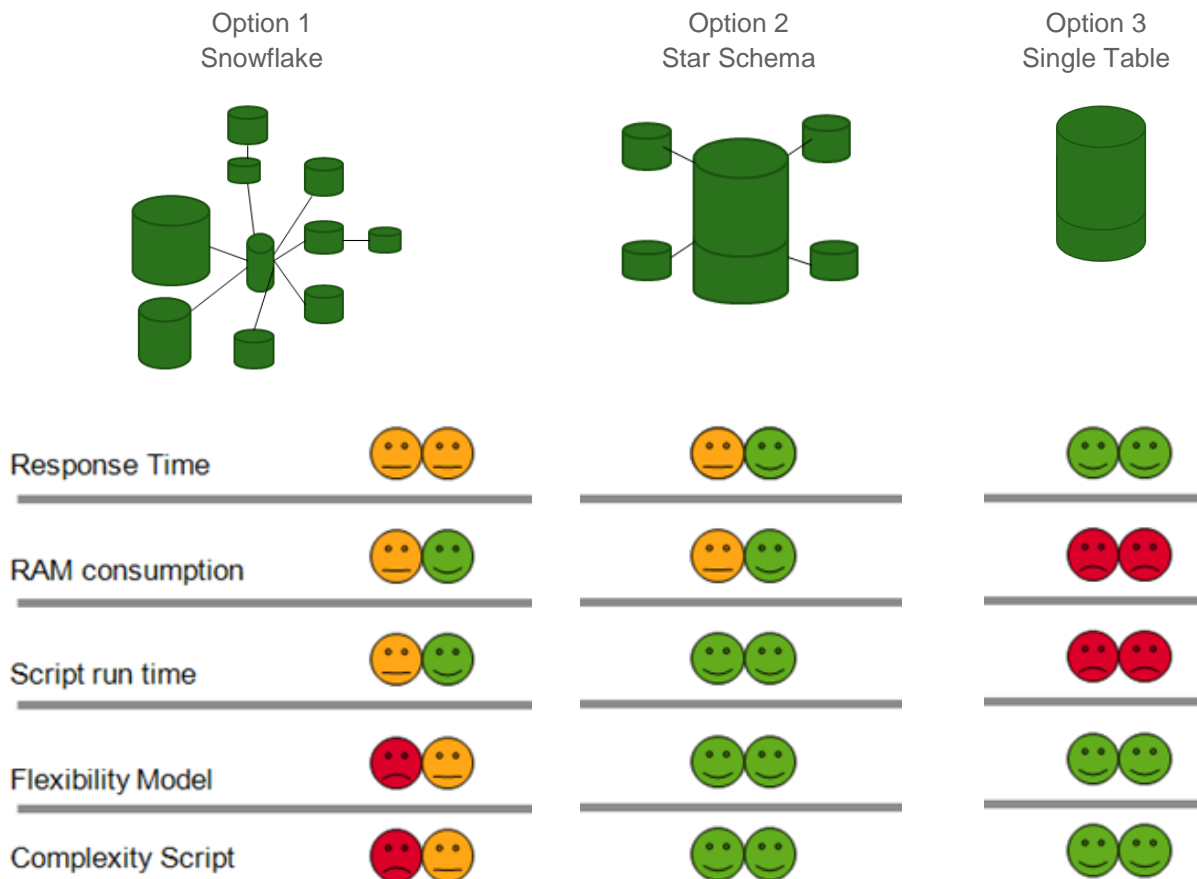 Option 1
Snowflake
Option 2
Star Schema
Option 3
Single Table
Response Time
RAM consumption
Script run time
Flexibility Model
Complexity Script